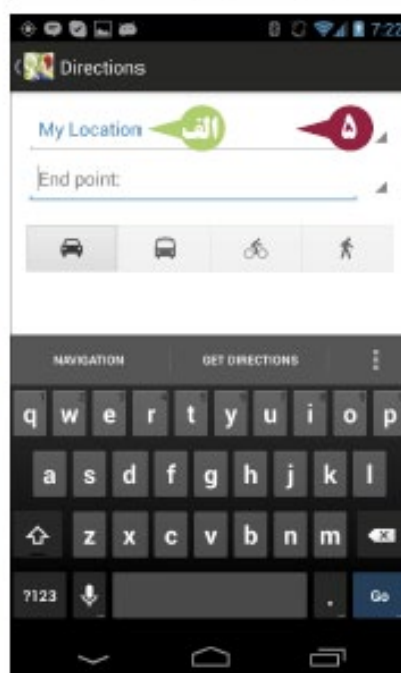 7:22
Directions
My Location الف ۵
End point:
NAVIGATION GET DIRECTIONS
q w e r t y u i o p
a s d f g h j k l
z x c v b n m
?123 . Go